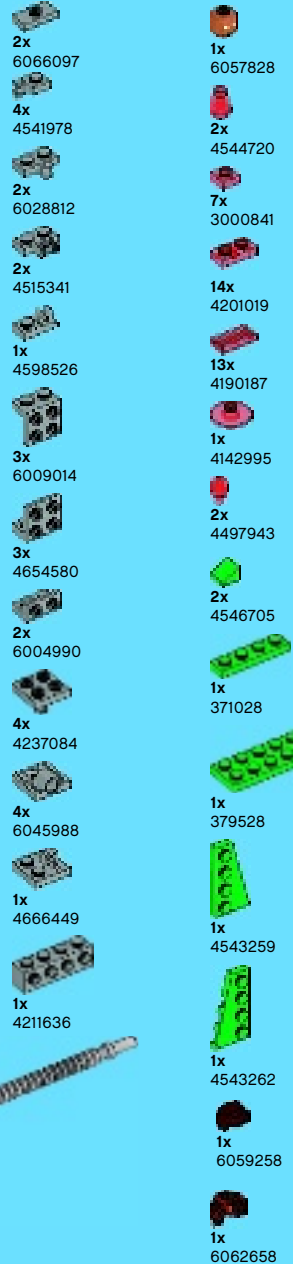 2x
6066097
4x
4541978
2x
6028812
2x
4515341
1x
4598526
3x
6009014
3x
4654580
2x
6004990
4x
4237084
4x
6045988
1x
4666449
1x
4211636
1x
6057828
2x
4544720
7x
3000841
14x
4201019
13x
4190187
1x
4142995
2x
4497943
2x
4546705
1x
371028
1x
379528
1x
4543259
1x
4543262
1x
6059258
1x
6062658